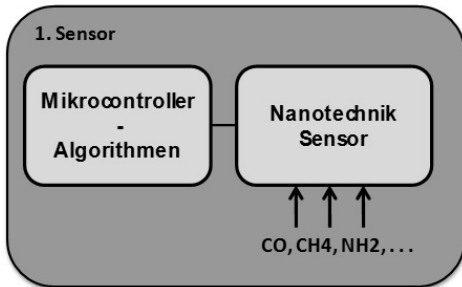 1. Sensor
Mikrocontroller
-
Algorithmen
Nanotechnik
Sensor
CO, CH4, NH2, . . .